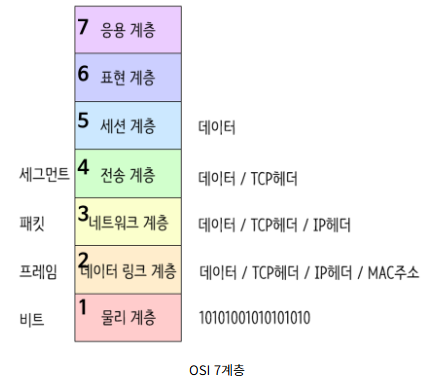 7 응용 계층
6 표현 계층
5 세션 계층 데이터
세그먼트 4 전송 계층 데이터 / TCP헤더
패킷 3 네트워크 계층 데이터 / TCP헤더 / IP헤더
프레임 2 데이터 링크 계층 데이터 / TCP헤더 / IP헤더 / MAC주소
비트 1 물리 계층 10101001010101010
OSI 7계층